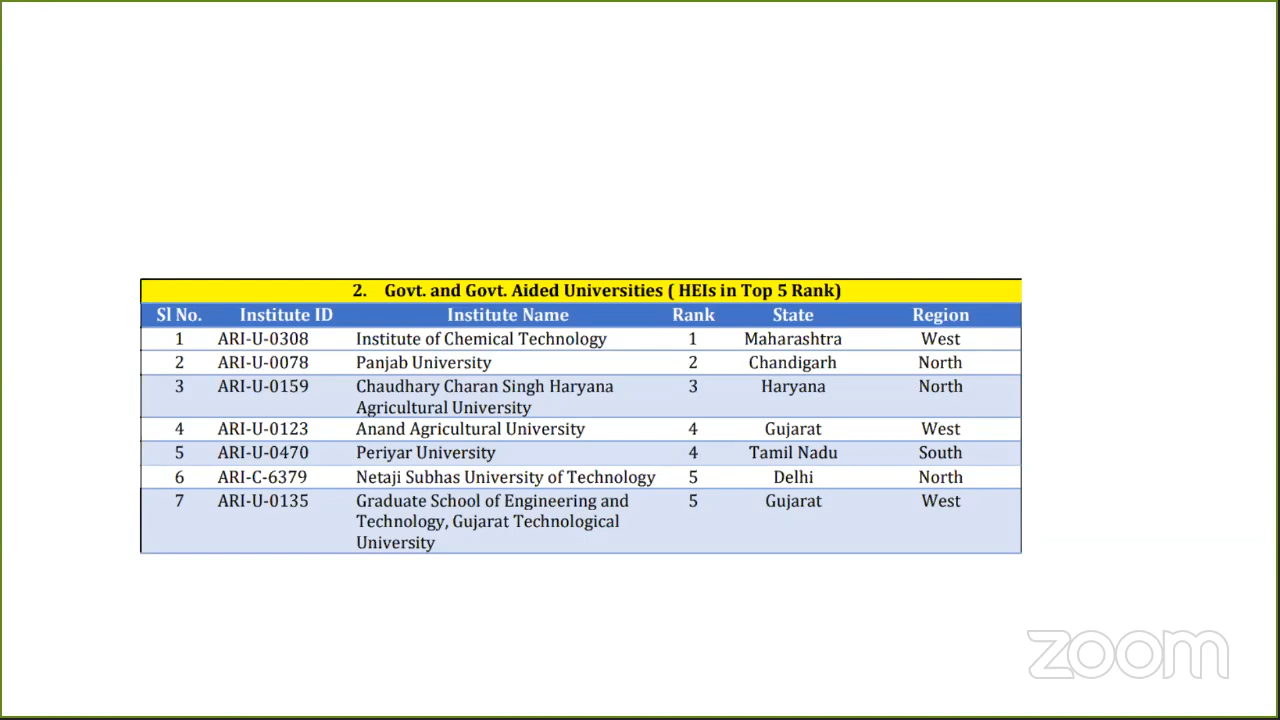 2. Govt. and Govt. Aided Universities ( HEIs in Top 5 Rank)
Sl No. Institute ID Institute Name Rank State Region
1 ARI-U-0308 Institute of Chemical Technology 1 Maharashtra West
2 ARI-U-0078 Panjab University 2 Chandigarh North
3 ARI-U-0159 Chaudhary Charan Singh Haryana 3 Haryana North
Agricultural University
4 ARI-U-0123 Anand Agricultural University 4 Gujarat West
5 ARI-U-0470 Periyar University 4 Tamil Nadu South
6 ARI-C-6379 Netaji Subhas University of Technology 5 Delhi North
7 ARI-U-0135 Graduate School of Engineering and 5 Gujarat West
Technology, Gujarat Technological
University
zoom